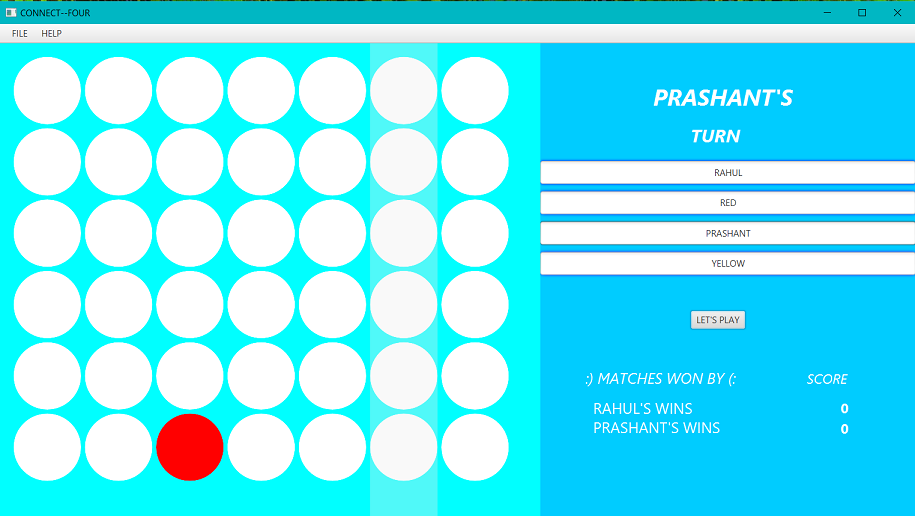 CONNECT--FOUR
FILE HELP
PRASHANT'S
TURN
RAHUL
RED
PRASHANT
YELLOW
LET'S PLAY
:) MATCHES WON BY (: SCORE
RAHUL'S WINS 0
PRASHANT'S WINS 0